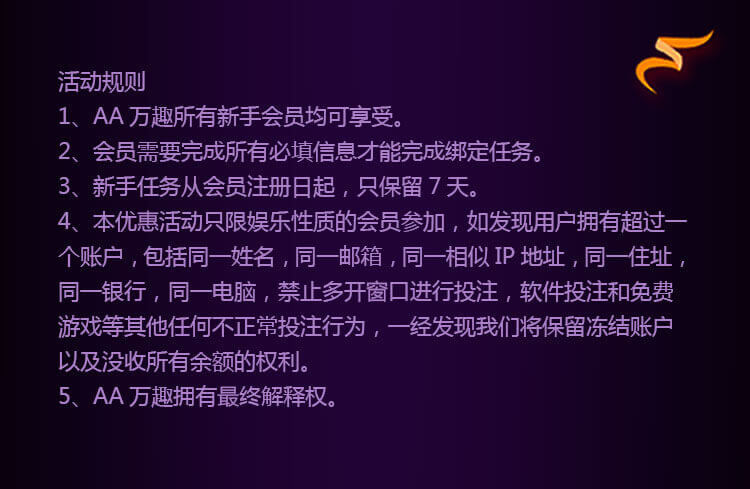 活动规则
1、AA 万趣所有新手会员均可享受。
2、会员需要完成所有必填信息才能完成绑定任务。
3、新手任务从会员注册日起，只保留 7 天。
4、本优惠活动只限娱乐性质的会员参加，如发现用户拥有超过一
个账户，包括同一姓名，同一邮箱，同一相似 IP 地址，同一住址，
同一银行，同一电脑，禁止多开窗口进行投注，软件投注和免费
游戏等其他任何不正常投注行为，一经发现我们将保留冻结账户
以及没收所有余额的权利。
5、AA 万趣拥有最终解释权。